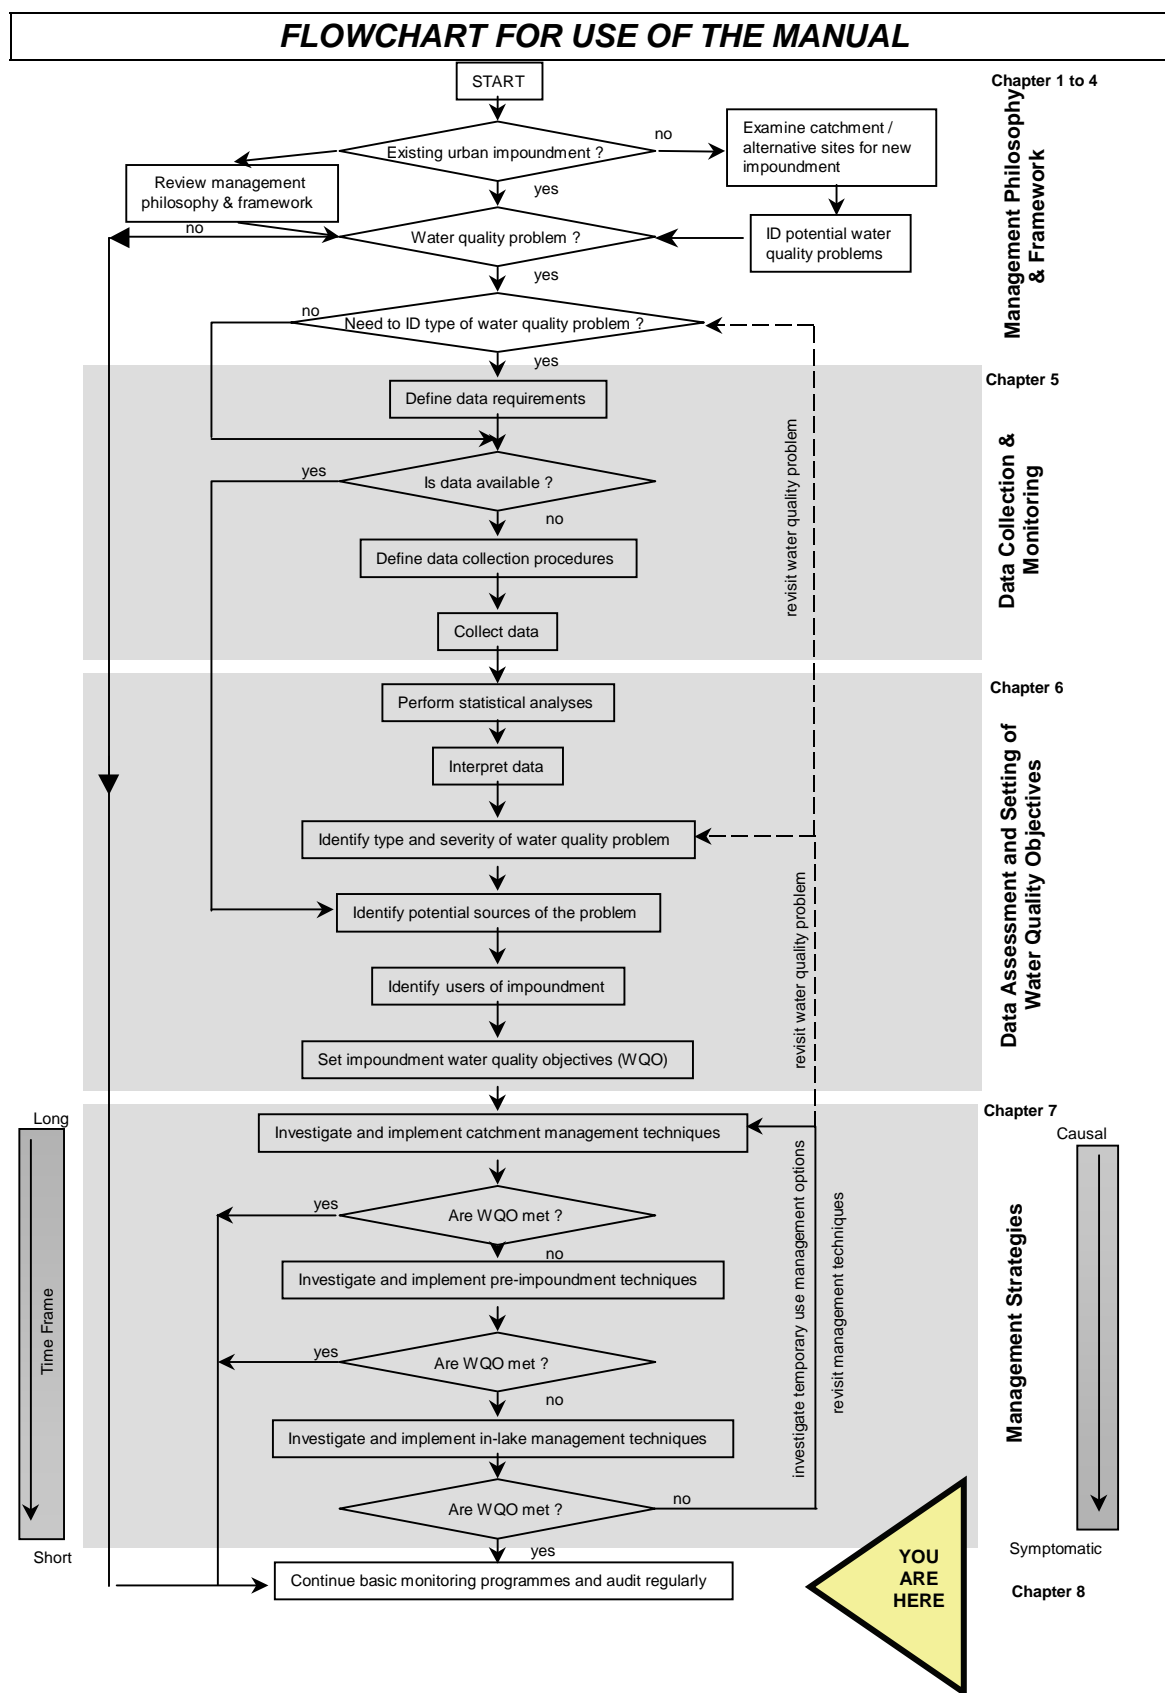 FLOWCHART FOR USE OF THE MANUAL
START
Chapter 1 to 4
Management Philosophy
& Framework
Existing urban impoundment ?
no
Examine catchment /
alternative sites for new
impoundment
Review management
philosophy & framework
yes
no
Water quality problem ?
ID potential water
quality problems
yes
no
Need to ID type of water quality problem ?
yes
Chapter 5
Data Collection &
Monitoring
Define data requirements
yes
Is data available ?
no
revisit water quality problem
Define data collection procedures
Collect data
Chapter 6
Data Assessment and Setting of
Water Quality Objectives
Perform statistical analyses
Interpret data
Identify type and severity of water quality problem
Identify potential sources of the problem
revisit water quality problem
Identify users of impoundment
Set impoundment water quality objectives (WQO)
Chapter 7
Management Strategies
Long
Time Frame
Short
Causal
Symptomatic
Investigate and implement catchment management techniques
yes
Are WQO met ?
no
Investigate and implement pre-impoundment techniques
yes
Are WQO met ?
no
investigate temporary use management options
revisit management techniques
Investigate and implement in-lake management techniques
Are WQO met ?
no
yes
Continue basic monitoring programmes and audit regularly
YOU
ARE
HERE
Chapter 8